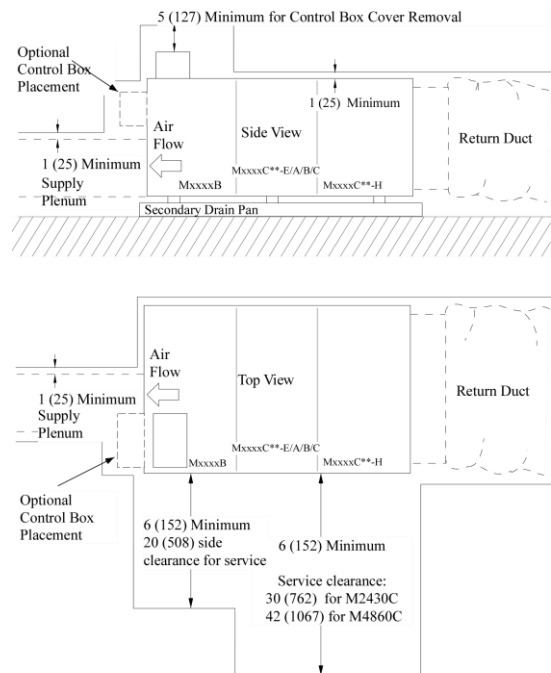 5 (127) Minimum for Control Box Cover Removal
Optional
Control Box
Placement
1 (25) Minimum
Air
Flow
Side View
Return Duct
1 (25) Minimum
Supply
Plenum
MxxxxC**-E/A/B/C
MxxxxB
MxxxxC**-H
Secondary Drain Pan
Air
Flow
1 (25) Minimum
Supply
Plenum
Top View
Return Duct
MxxxxC**-E/A/B/C
MxxxxB
MxxxxC**-H
Optional
Control Box
Placement
6 (152) Minimum
20 (508) side
clearance for service
6 (152) Minimum
Service clearance:
30 (762) for M2430C
42 (1067) for M4860C